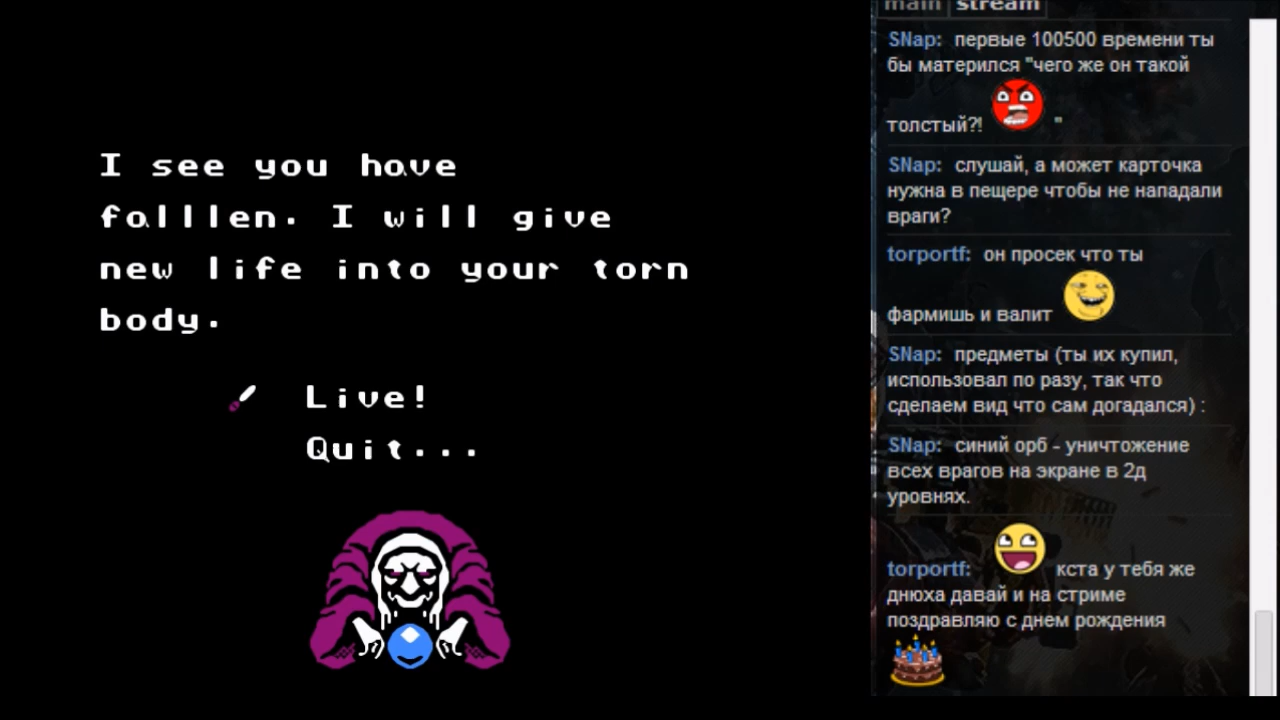 I see you have
falllen. I will give
new life into your torn
body.
Live!
Quit...
main stream
SNap: первые 100500 времени ты
бы матерился "чего же он такой
толстый?! "
SNap: слушай, а может карточка
нужна в пещере чтобы не нападали
враги?
torportf: он просек что ты
фармишь и валит
SNap: предметы (ты их купил,
использовал по разу, так что
сделаем вид что сам догадался) :
SNap: синий орб - уничтожение
всех врагов на экране в 2д
уровнях.
torportf: кста у тебя же
днюха давай и на стриме
поздравляю с днем рождения